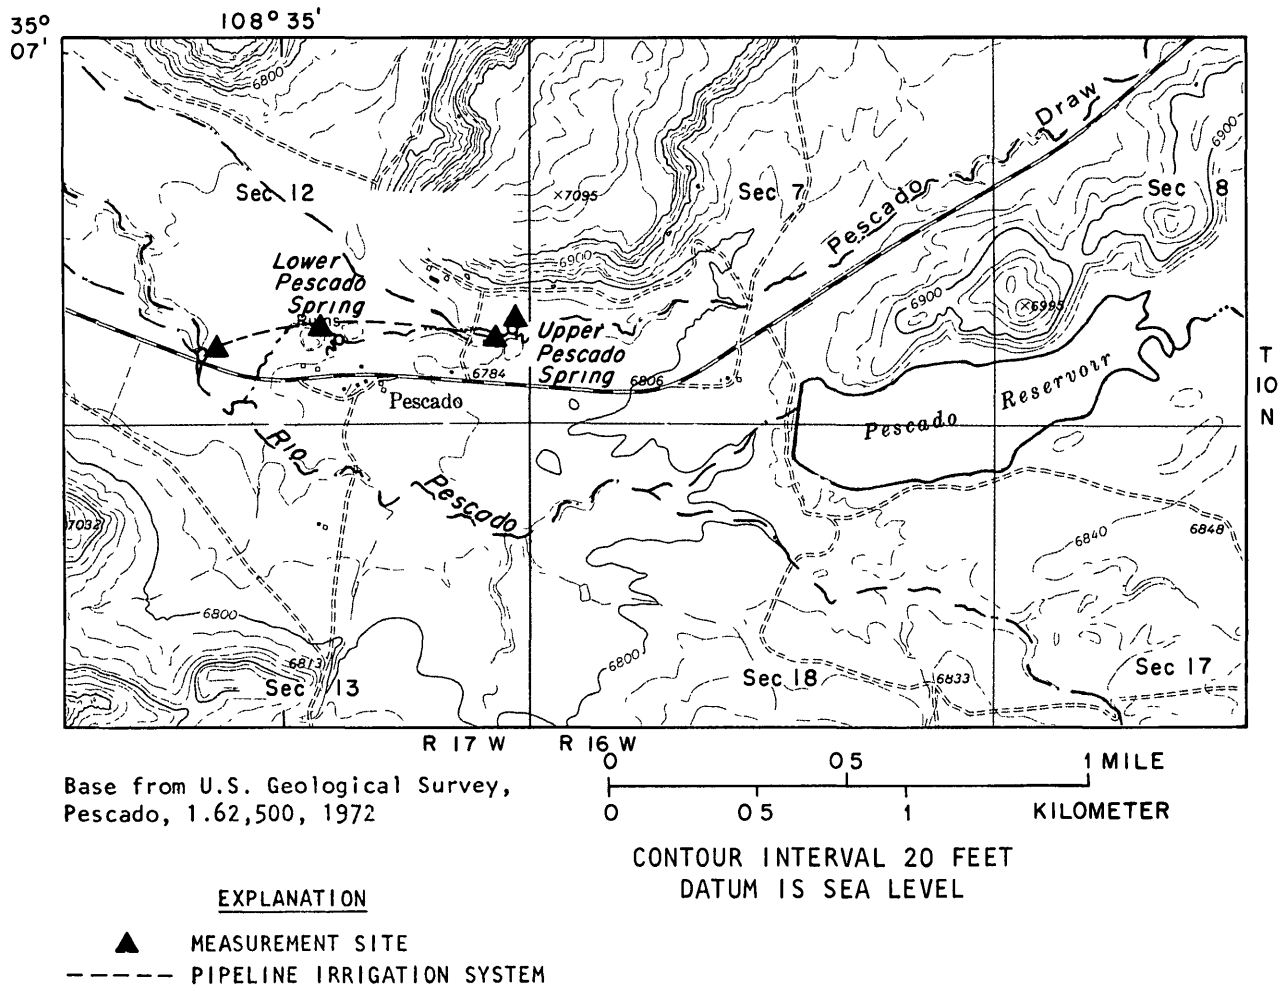 35°
07'
108° 35'
6800
Sec 12
×7095
Sec 7
Pescado Draw
Sec 8
6900
Lower
Pescado
Spring
Ruins
6900
6900
×6995
Upper
Pescado
Spring
6784
6806
Pescado
Pescado Reservoir
T
10
N
Rio Pescado
7032
6840
6848
6800
6813
Sec 13
6800
Sec 18
6833
Sec 17
R 17 W
R 16 W
0 0 5 1 MILE
0 0 5 1 KILOMETER
Base from U.S. Geological Survey,
Pescado, 1.62,500, 1972
CONTOUR INTERVAL 20 FEET
DATUM IS SEA LEVEL
EXPLANATION
MEASUREMENT SITE
PIPELINE IRRIGATION SYSTEM